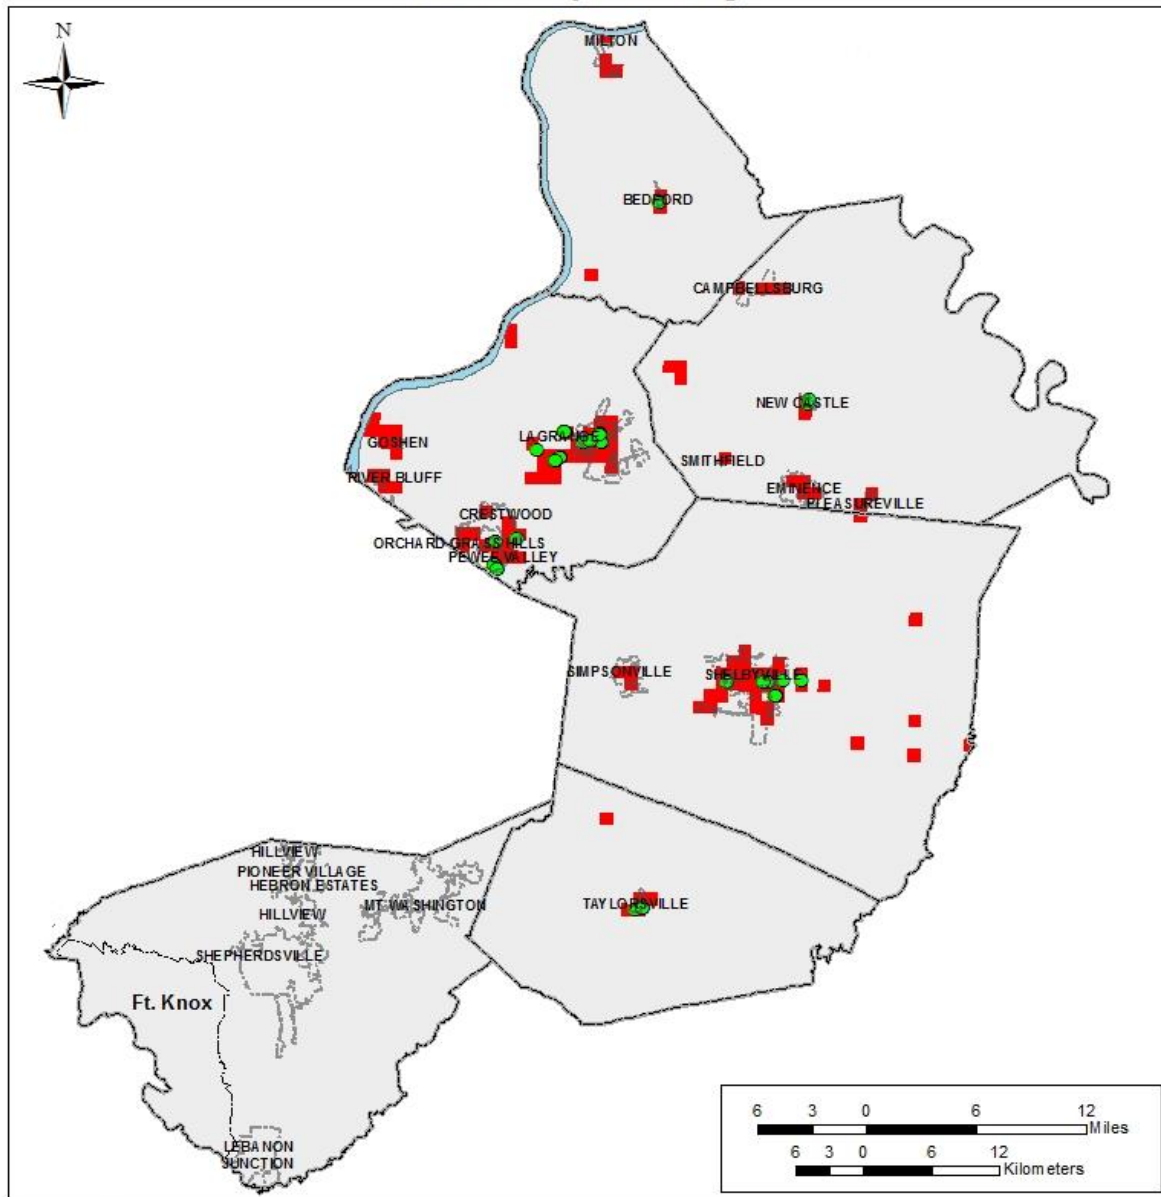 N
MILTON
BEDFORD
CAMPBELLSBURG
NEW CASTLE
LAGRANGE
GOSHEN
SMITHFIELD
RIVER BLUFF
EMINENCE
PLEASUREVILLE
CRESTWOOD
ORCHARD GRASS HILLS
PEWEE VALLEY
SIMPSONVILLE
SHELBYVILLE
HILLVIEW
PIONEER VILLAGE
HEBRON ESTATES
MT WASHINGTON
TAYLORSVILLE
HILLVIEW
SHEPHERDSVILLE
Ft. Knox
LEBANON
JUNCTION
6 3 0 6 12
Miles
6 3 0 6 12
Kilometers